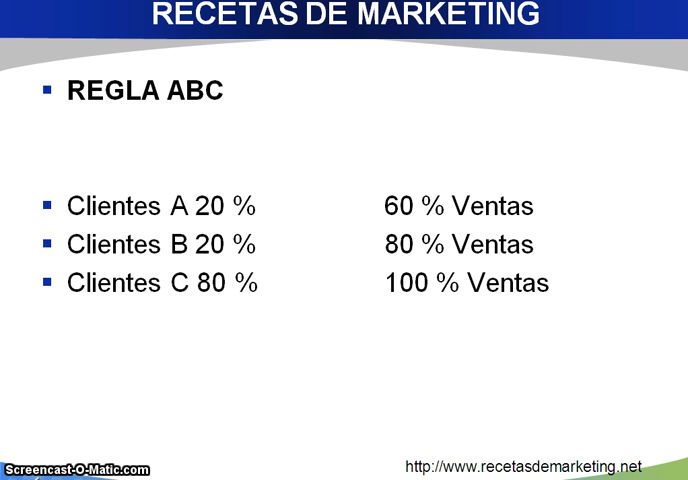 RECETAS DE MARKETING
REGLA ABC
Clientes A 20 % 60 % Ventas
Clientes B 20 % 80 % Ventas
Clientes C 80 % 100 % Ventas
Screencast-O-Matic.com
http://www.recetasdemarketing.net